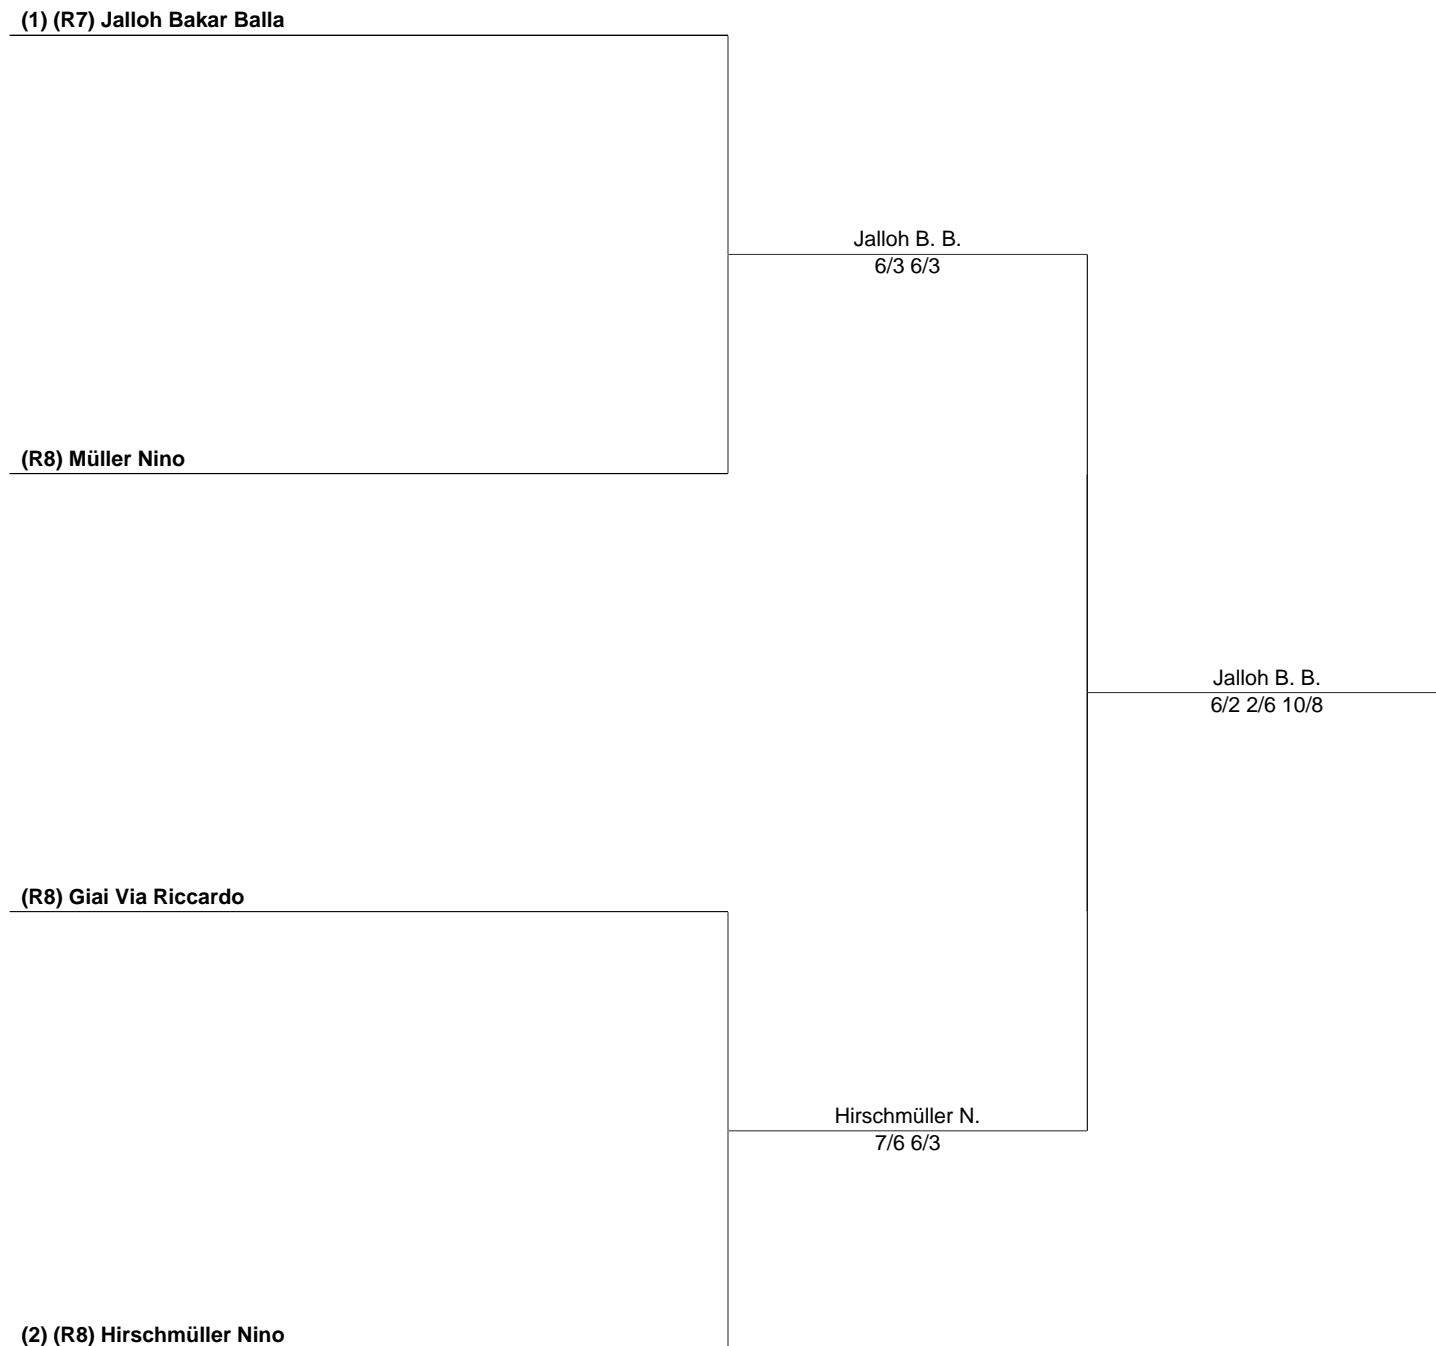 (1) (R7) Jalloh Bakar Balla
Jalloh B. B.
6/3 6/3
(R8) Müller Nino
Jalloh B. B.
6/2 2/6 10/8
(R8) Giai Via Riccardo
Hirschmüller N.
7/6 6/3
(2) (R8) Hirschmüller Nino